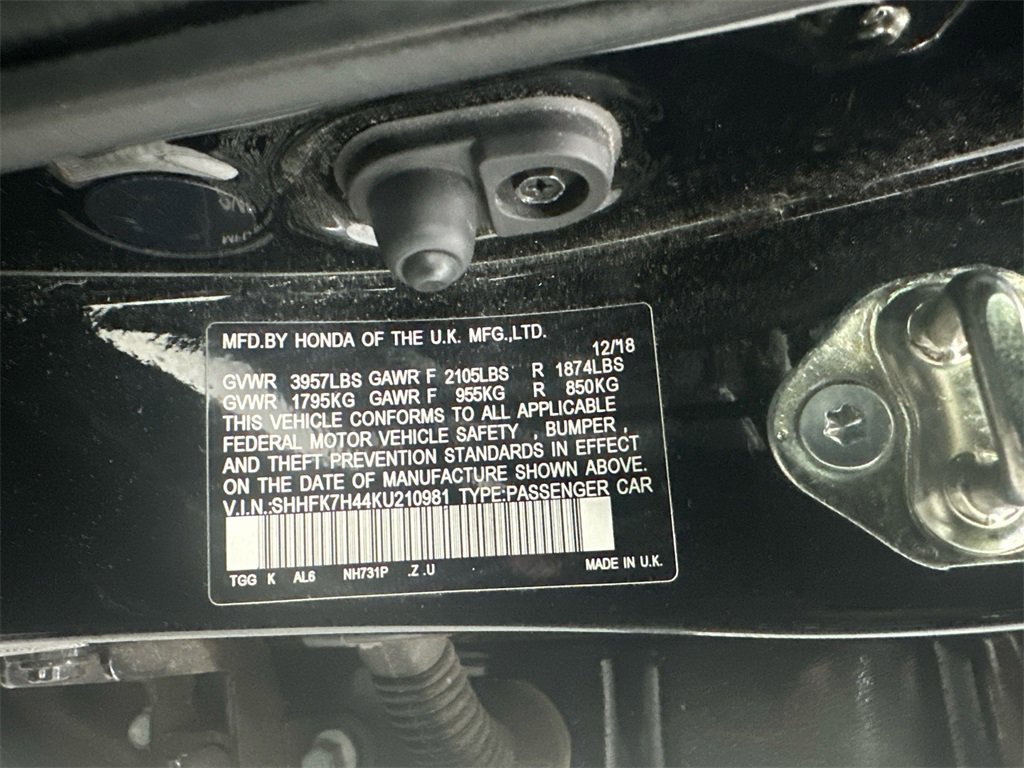 MFD.BY HONDA OF THE U.K. MFG.,LTD.
12/18
GVWR 3957LBS GAWR F 2105LBS R 1874LBS
GVWR 1795KG GAWR F 955KG R 850KG
THIS VEHICLE CONFORMS TO ALL APPLICABLE
FEDERAL MOTOR VEHICLE SAFETY , BUMPER ,
AND THEFT PREVENTION STANDARDS IN EFFECT
ON THE DATE OF MANUFACTURE SHOWN ABOVE.
V.I.N.:SHHFK7H44KU210981 TYPE:PASSENGER CAR
TGG K AL6 NH731P .Z .U MADE IN U.K.